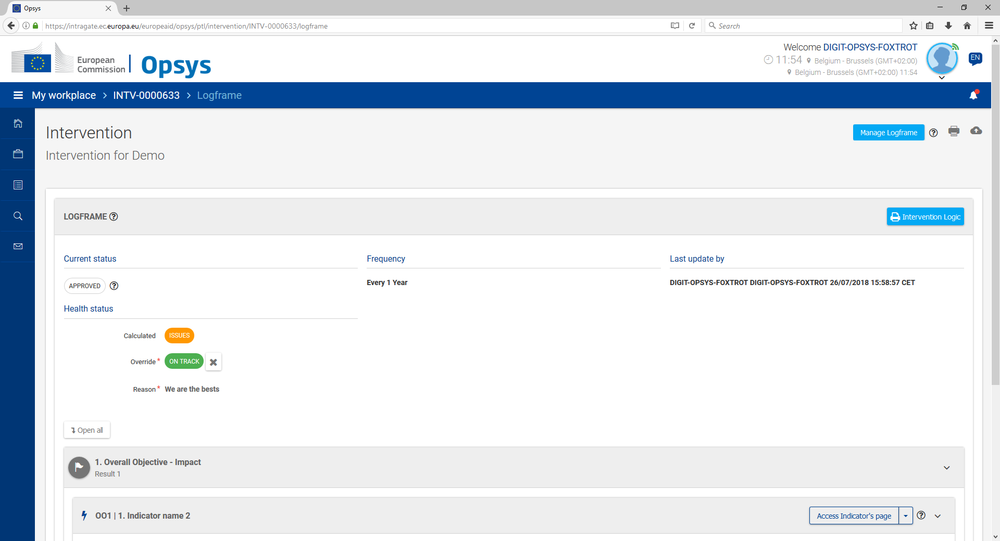 Opsys
https://intragate.ec.europa.eu/europeaid/opsys/ptl/intervention/INTV-0000633/logframe
Search
European
Commission
Opsys
Welcome DIGIT-OPSYS-FOXTROT
11:54 Belgium - Brussels (GMT+02:00)
Belgium - Brussels (GMT+02:00) 11:54
EN
My workplace > INTV-0000633 > Logframe
Intervention
Manage Logframe
Intervention for Demo
LOGFRAME
Intervention Logic
Current status
Frequency
Last update by
APPROVED
Every 1 Year
DIGIT-OPSYS-FOXTROT DIGIT-OPSYS-FOXTROT 26/07/2018 15:58:57 CET
Health status
Calculated ISSUES
Override * ON TRACK
Reason * We are the bests
Open all
1. Overall Objective - Impact
Result 1
OO1 | 1. Indicator name 2
Access Indicator's page